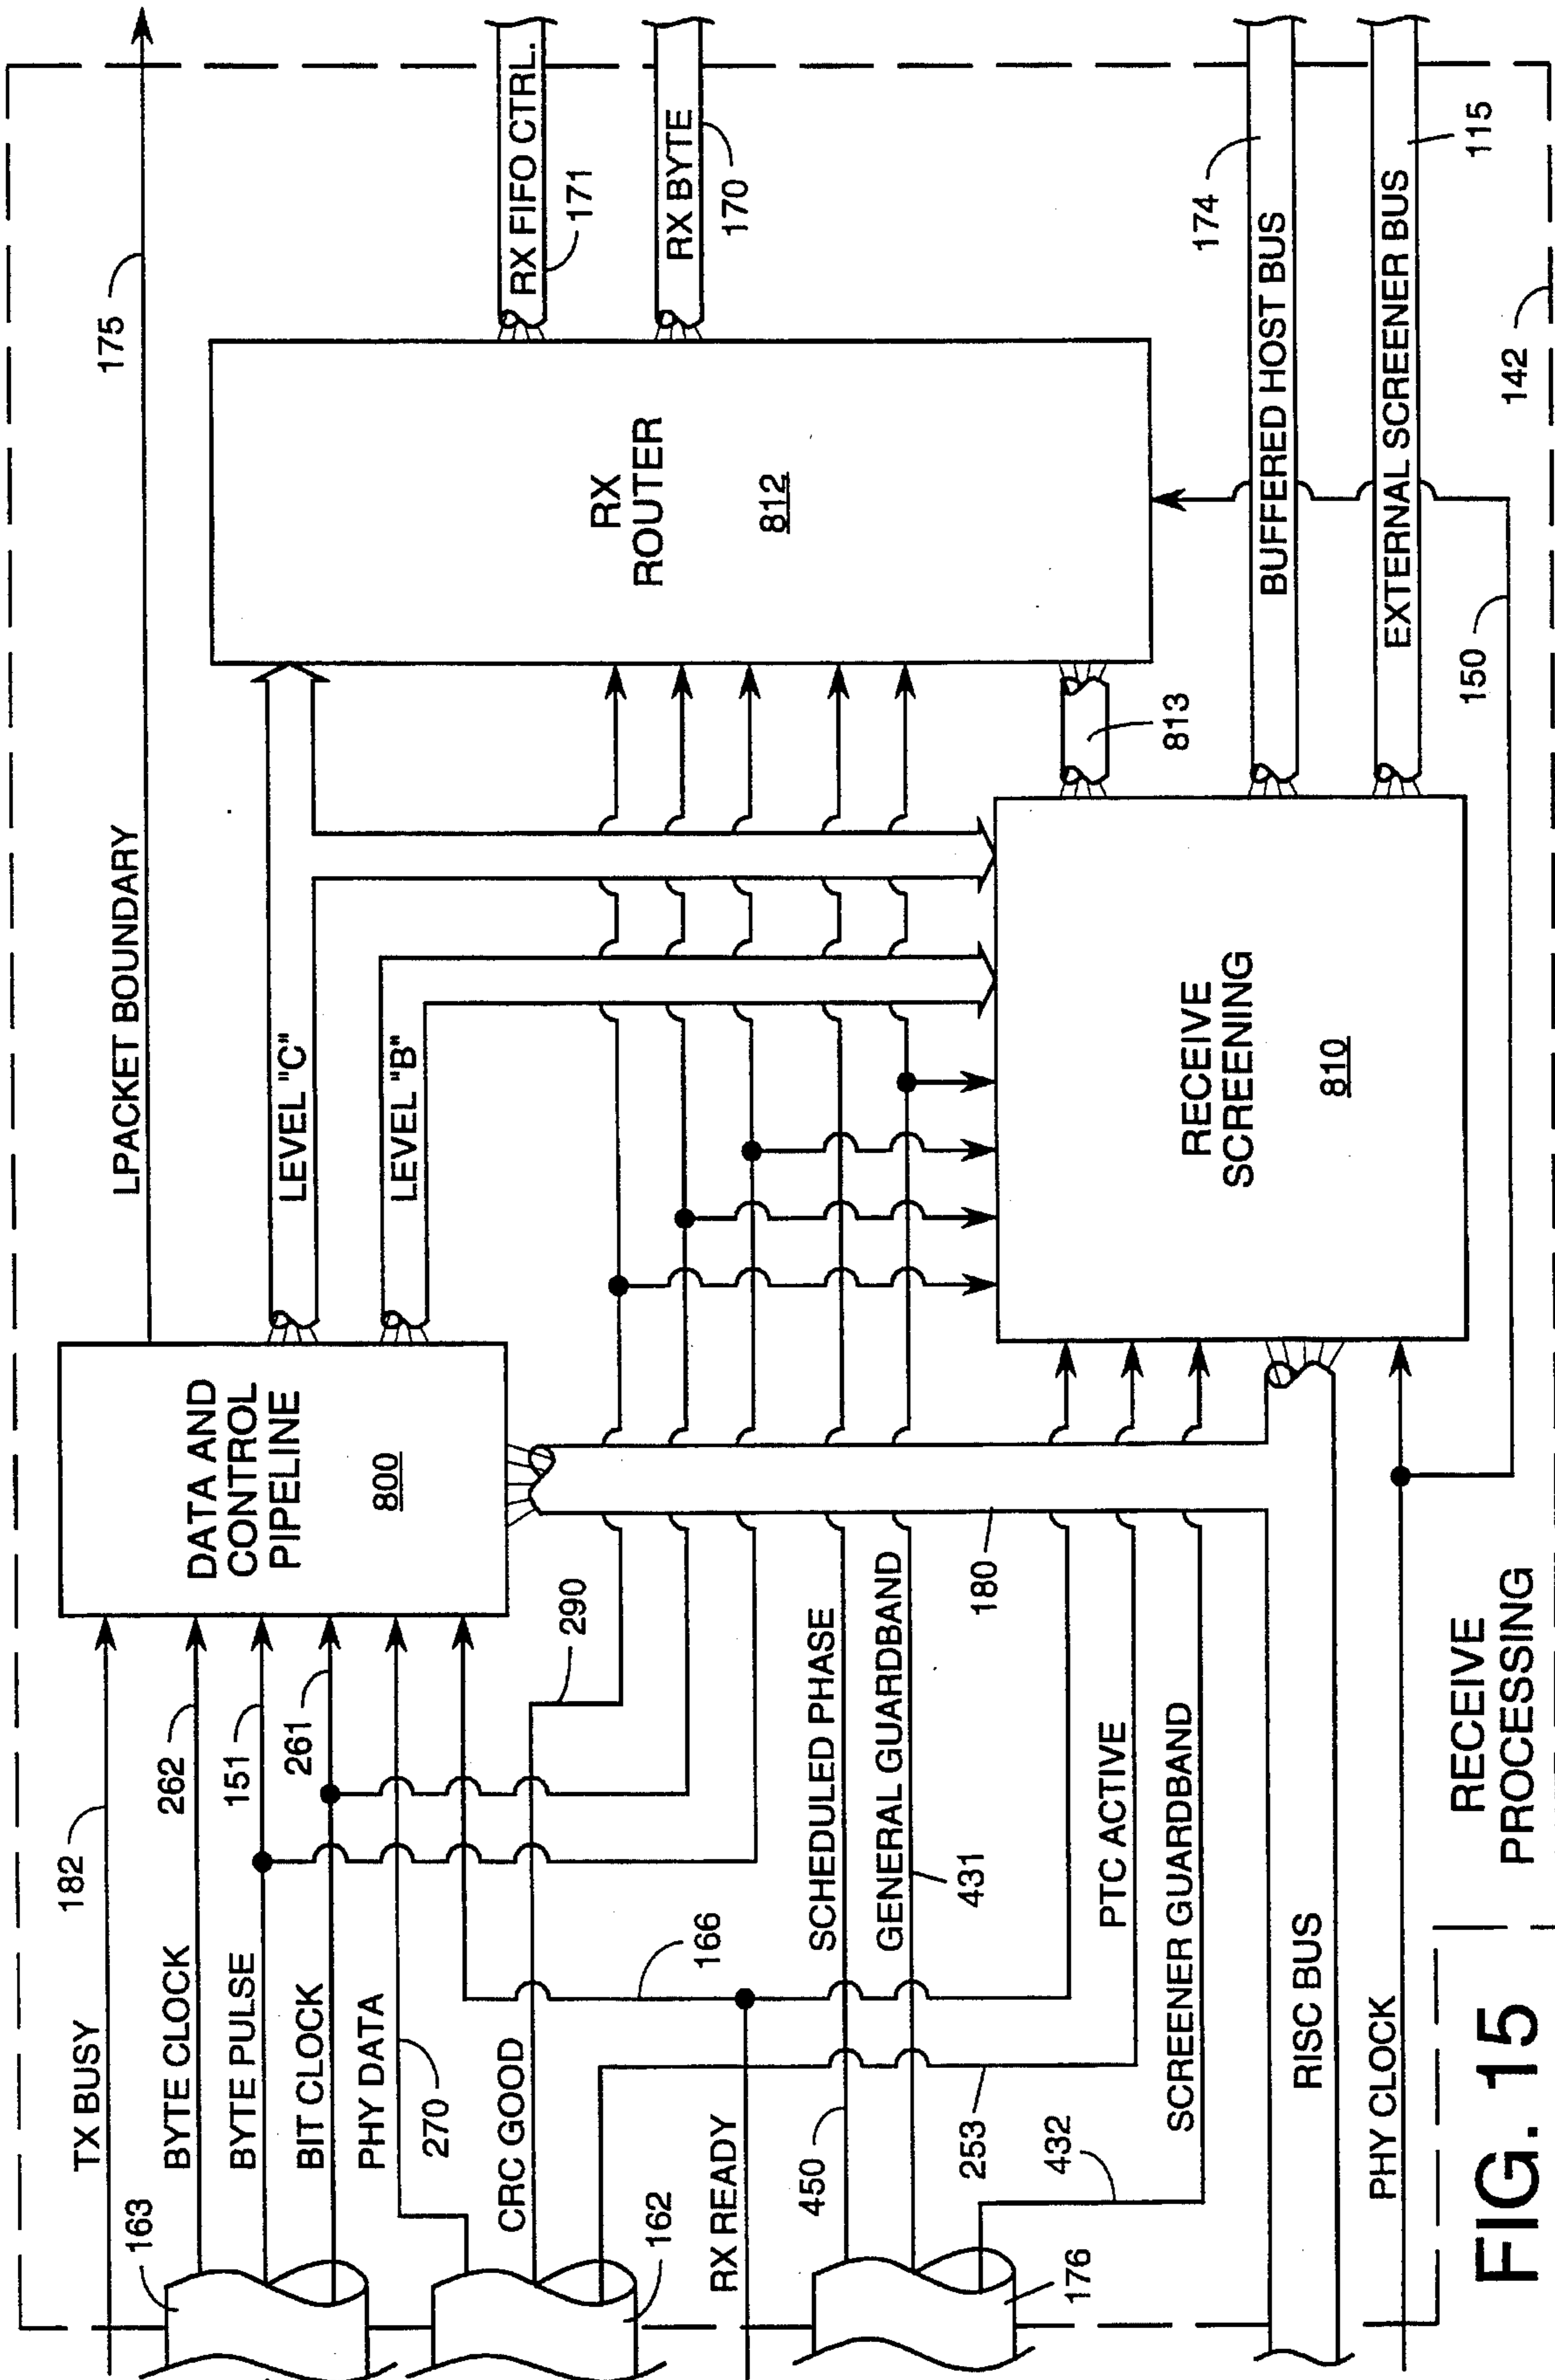 TX BUSY
182
LPACKET BOUNDARY
175
163
BYTE CLOCK
262
BYTE PULSE
151
BIT CLOCK
261
PHY DATA
270
DATA AND
CONTROL
PIPELINE
800
LEVEL "C"
LEVEL "B"
RX
ROUTER
812
RX FIFO CTRL.
171
RX BYTE
170
CRC GOOD
290
162
RX READY
166
SCHEDULED PHASE
450
GENERAL GUARDBAND
431
176
180
253
PTC ACTIVE
432
SCREENER GUARDBAND
RECEIVE
SCREENING
810
813
BUFFERED HOST BUS
174
EXTERNAL SCREENER BUS
115
RISC BUS
PHY CLOCK
150
142
RECEIVE
PROCESSING
FIG. 15